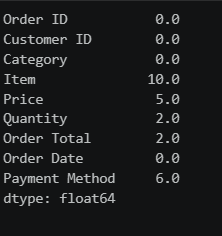 Order ID 0.0
Customer ID 0.0
Category 0.0
Item 10.0
Price 5.0
Quantity 2.0
Order Total 2.0
Order Date 0.0
Payment Method 6.0
dtype: float64